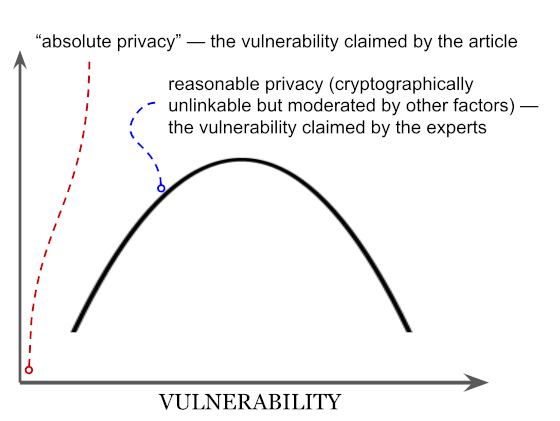 “absolute privacy” — the vulnerability claimed by the article
reasonable privacy (cryptographically
unlinkable but moderated by other factors) —
the vulnerability claimed by the experts
VULNERABILITY